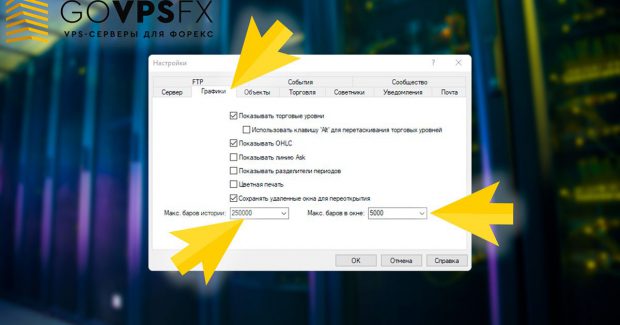 GOVPSFX
VPS-СЕРВЕРЫ ДЛЯ ФОРЕКС
Настройки ? ×
FTP События Сообщество
Сервер Графики Объекты Торговля Советники Уведомления Почта
Показывать торговые уровни
Использовать клавишу 'Alt' для перетаскивания торговых уровней
Показывать OHLC
Показывать линию Ask
Показывать разделители периодов
Цветная печать
Сохранять удаленные окна для переоткрытия
Макс. баров истории: 250000 Макс. баров в окне: 5000
OK Отмена Справка